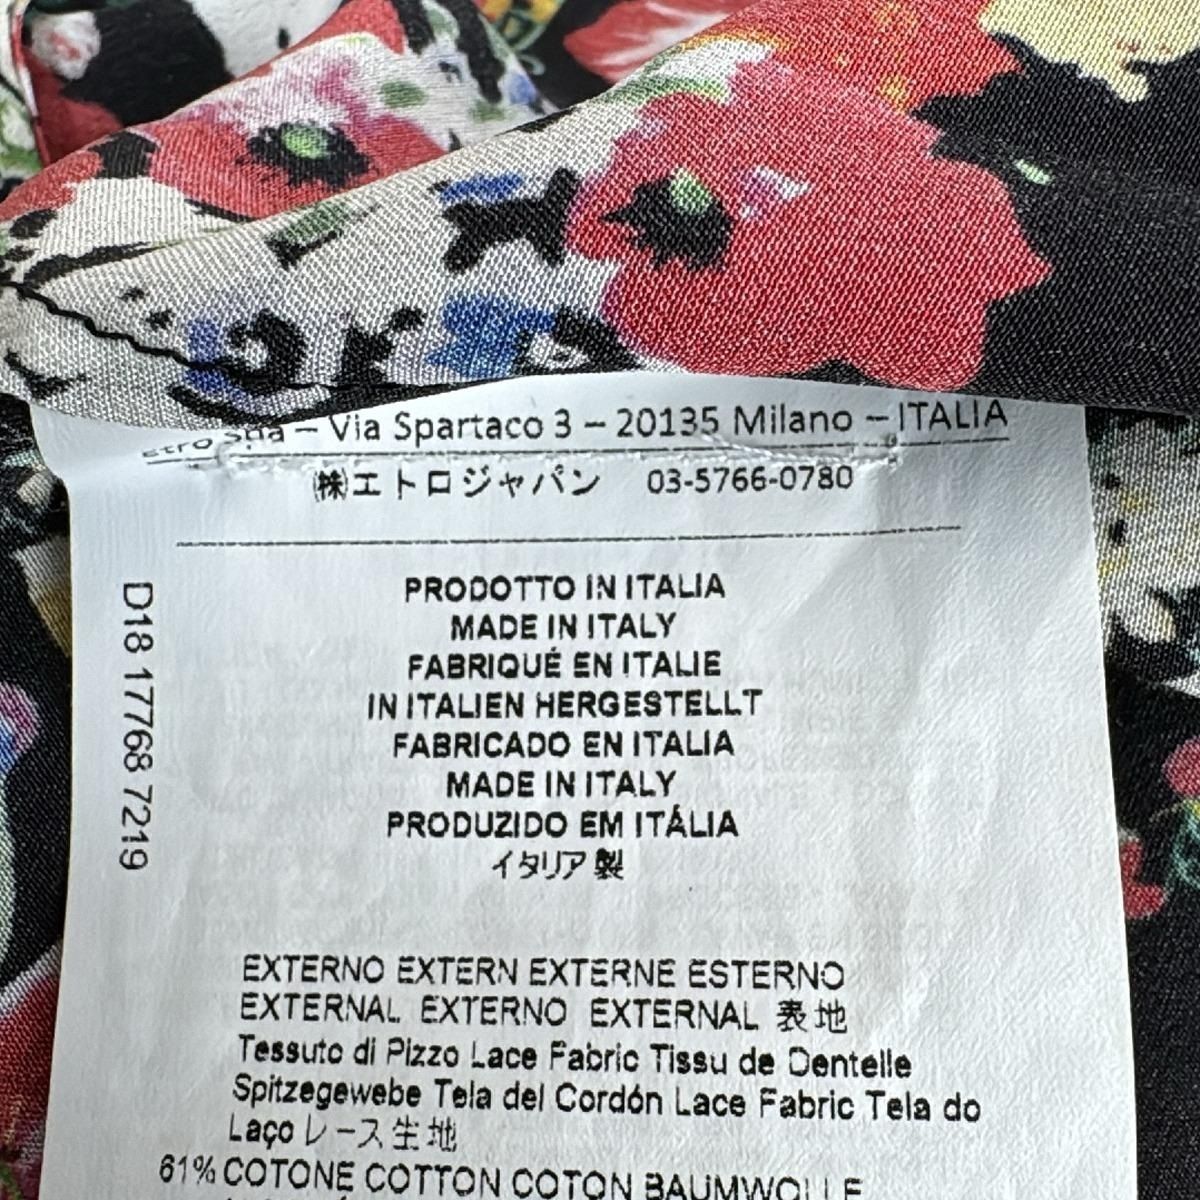 etro Spa – Via Spartaco 3 – 20135 Milano – ITALIA
㈱エトロジャパン 03-5766-0780
PRODOTTO IN ITALIA
MADE IN ITALY
FABRIQUÉ EN ITALIE
IN ITALIEN HERGESTELLT
FABRICADO EN ITALIA
MADE IN ITALY
PRODUZIDO EM ITÁLIA
イタリア製
D18 17768 7219
EXTERNO EXTERN EXTERNE ESTERNO
EXTERNAL EXTERNO EXTERNAL 表地
Tessuto di Pizzo Lace Fabric Tissu de Dentelle
Spitzegewebe Tela del Cordón Lace Fabric Tela do
Laço レース生地
61% COTONE COTTON COTON BAUMWOLLE